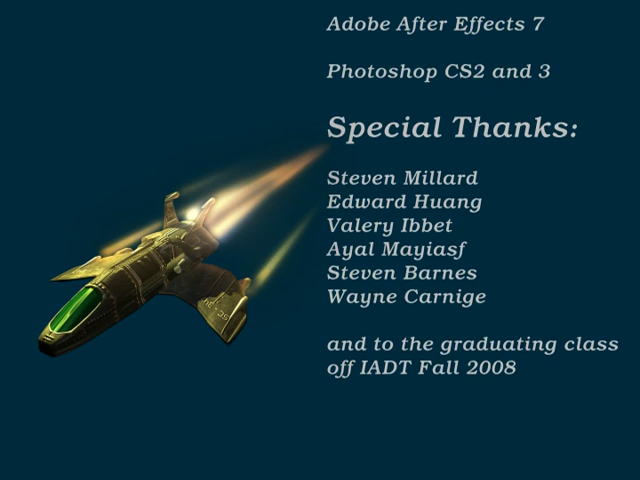 Adobe After Effects 7
Photoshop CS2 and 3
Special Thanks:
Steven Millard
Edward Huang
Valery Ibbet
Ayal Mayiasf
Steven Barnes
Wayne Carnige
and to the graduating class
off IADT Fall 2008